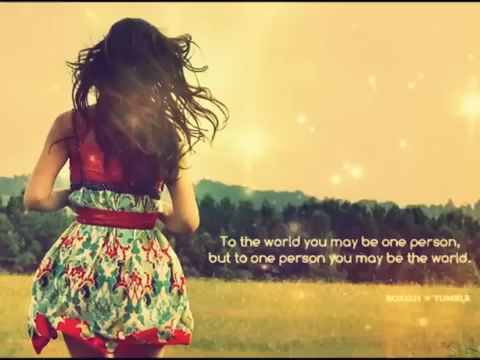 To the world you may be one person,
but to one person you may be the world.